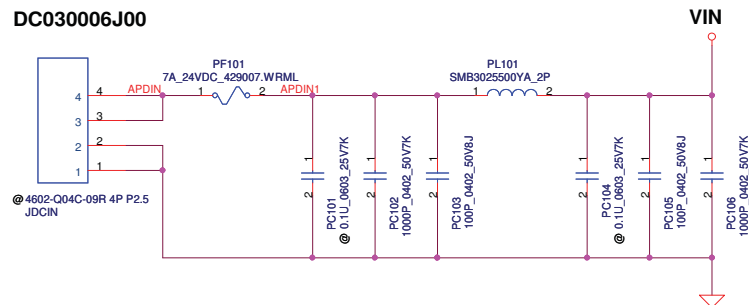 DC030006J00
VIN
PF101
7A_24VDC_429007.WRML
PL101
SMB3025500YA_2P
4 4 APDIN 1 2 APDIN1 1 2
3 3
2 2
1 1
@ 4602-Q04C-09R 4P P2.5
JDCIN
1
2
PC101
@ 0.1U_0603_25V7K
1
2
PC102
1000P_0402_50V7K
1
2
PC103
100P_0402_50V8J
1
2
PC104
@ 0.1U_0603_25V7K
1
2
PC105
100P_0402_50V8J
1
2
PC106
1000P_0402_50V7K